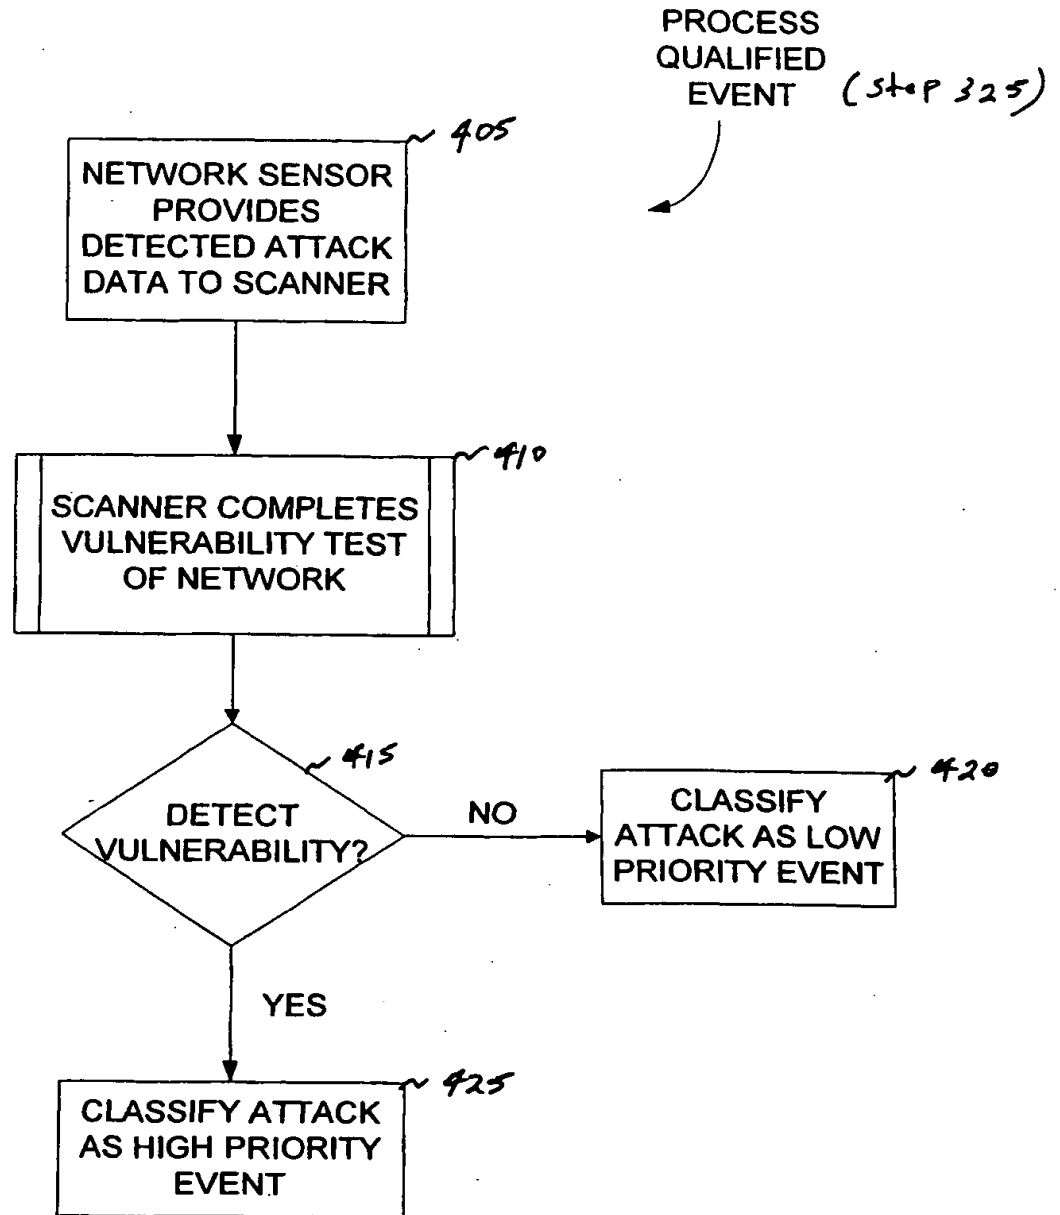 PROCESS
QUALIFIED
EVENT (step 325)
405
NETWORK SENSOR
PROVIDES
DETECTED ATTACK
DATA TO SCANNER
410
SCANNER COMPLETES
VULNERABILITY TEST
OF NETWORK
415
DETECT
VULNERABILITY?
NO
420
CLASSIFY
ATTACK AS LOW
PRIORITY EVENT
YES
425
CLASSIFY ATTACK
AS HIGH PRIORITY
EVENT